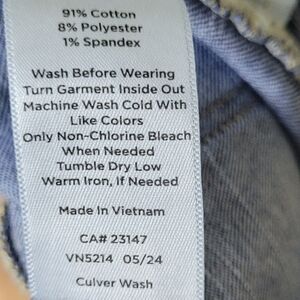 91% Cotton
8% Polyester
1% Spandex
Wash Before Wearing
Turn Garment Inside Out
Machine Wash Cold With
Like Colors
Only Non-Chlorine Bleach
When Needed
Tumble Dry Low
Warm Iron, If Needed
Made In Vietnam
CA# 23147
VN5214 05/24
Culver Wash